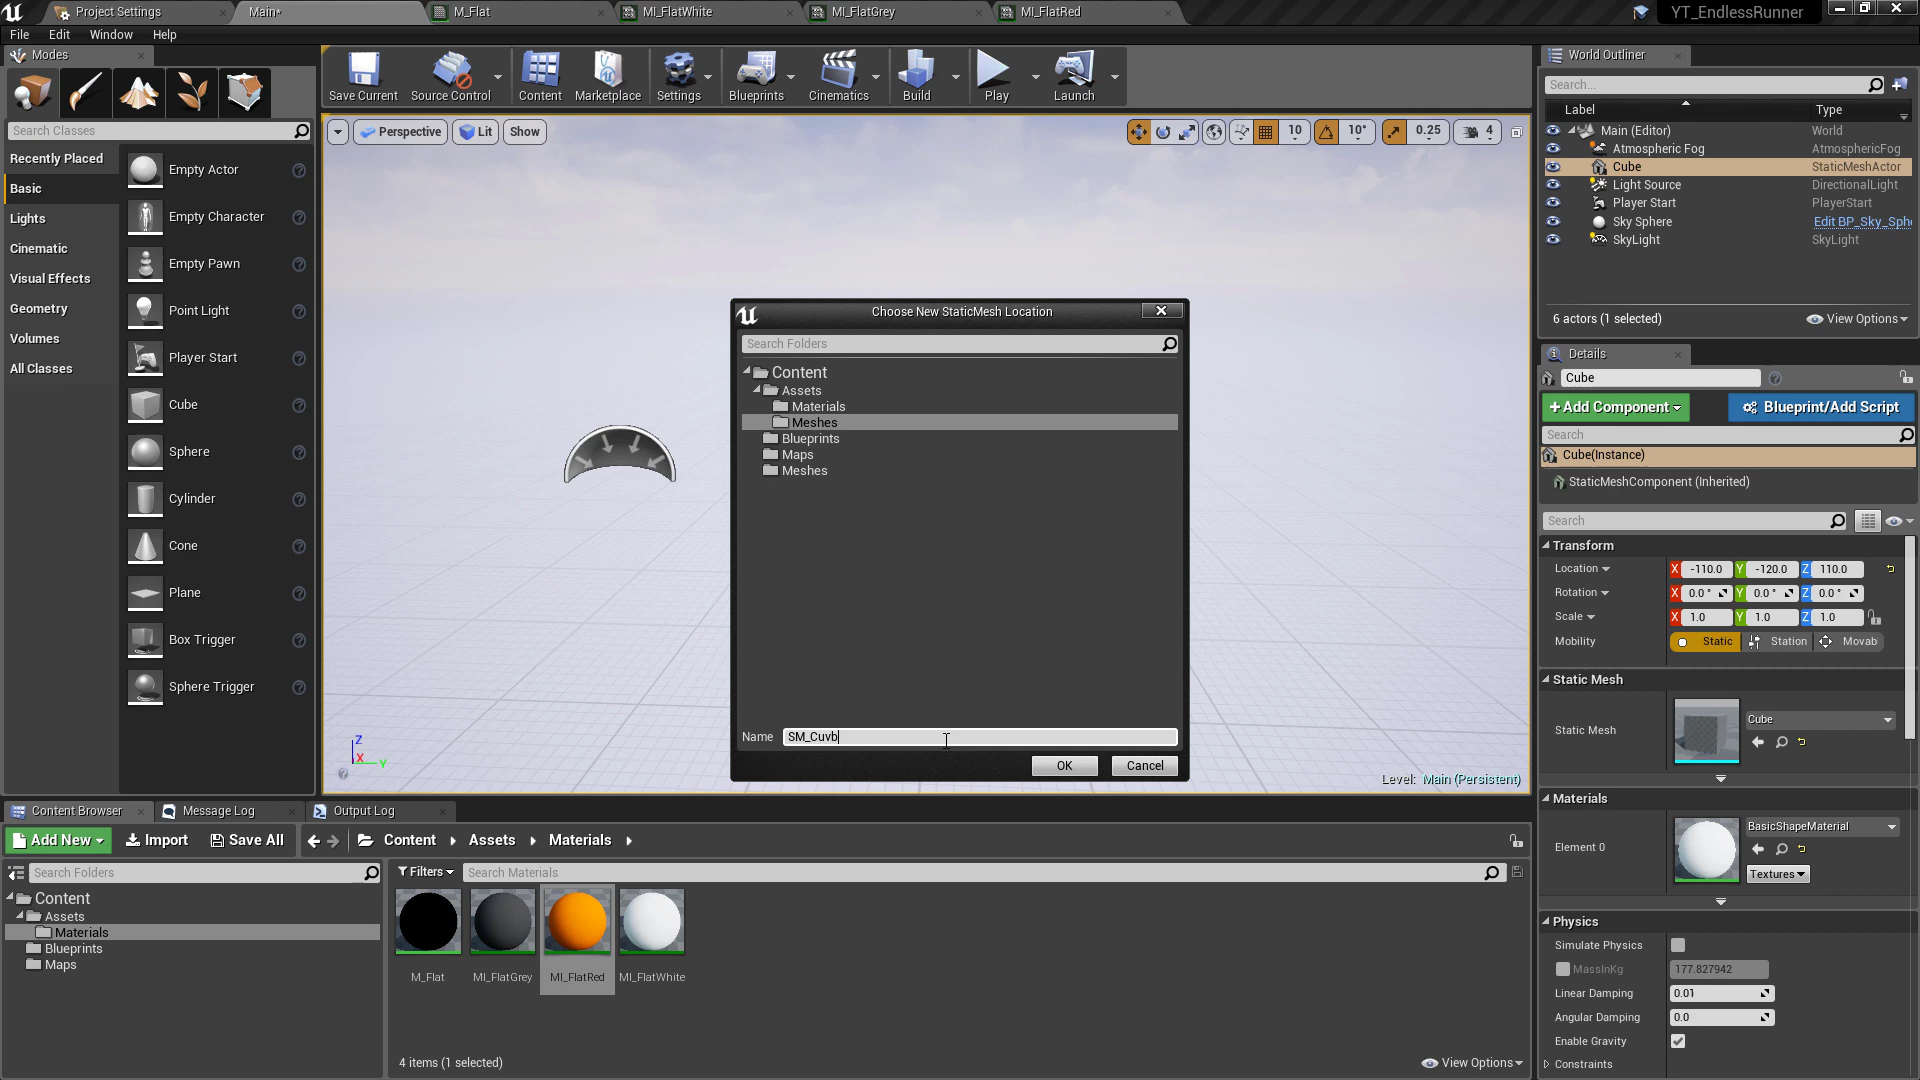 Project Settings
Main*
M_Flat
MI_FlatWhite
MI_FlatGrey
MI_FlatRed
YT_EndlessRunner
File Edit Window Help
Modes
Save Current
Source Control
Content
Marketplace
Settings
Blueprints
Cinematics
Build
Play
Launch
Search Classes
Recently Placed
Basic
Lights
Cinematic
Visual Effects
Geometry
Volumes
All Classes
Empty Actor
Empty Character
Empty Pawn
Point Light
Player Start
Cube
Sphere
Cylinder
Cone
Plane
Box Trigger
Sphere Trigger
Perspective
Lit
Show
10
10°
0.25
4
Choose New StaticMesh Location
Search Folders
Content
Assets
Materials
Meshes
Blueprints
Maps
Meshes
Name SM_Cuvb
OK Cancel
Z
X
Y
Level: Main (Persistent)
World Outliner
Search...
Label Type
Main (Editor) World
Atmospheric Fog AtmosphericFog
Cube StaticMeshActor
Light Source DirectionalLight
Player Start PlayerStart
Sky Sphere Edit BP_Sky_Sph
SkyLight SkyLight
6 actors (1 selected) View Options
Details
Cube
+Add Component Blueprint/Add Script
Search
Cube(Instance)
StaticMeshComponent (Inherited)
Search
Transform
Location X -110.0 Y -120.0 Z 110.0
Rotation X 0.0 ° Y 0.0 ° Z 0.0 °
Scale X 1.0 Y 1.0 Z 1.0
Mobility Static Station Movab
Static Mesh
Static Mesh Cube
Materials
Element 0 BasicShapeMaterial
Textures
Physics
Simulate Physics
MassInKg 177.827942
Linear Damping 0.01
Angular Damping 0.0
Enable Gravity
Constraints
Content Browser
Message Log
Output Log
Add New Import Save All Content Assets Materials
Search Folders
Content
Assets
Materials
Blueprints
Maps
Filters Search Materials
M_Flat
MI_FlatGrey
MI_FlatRed
MI_FlatWhite
4 items (1 selected) View Options